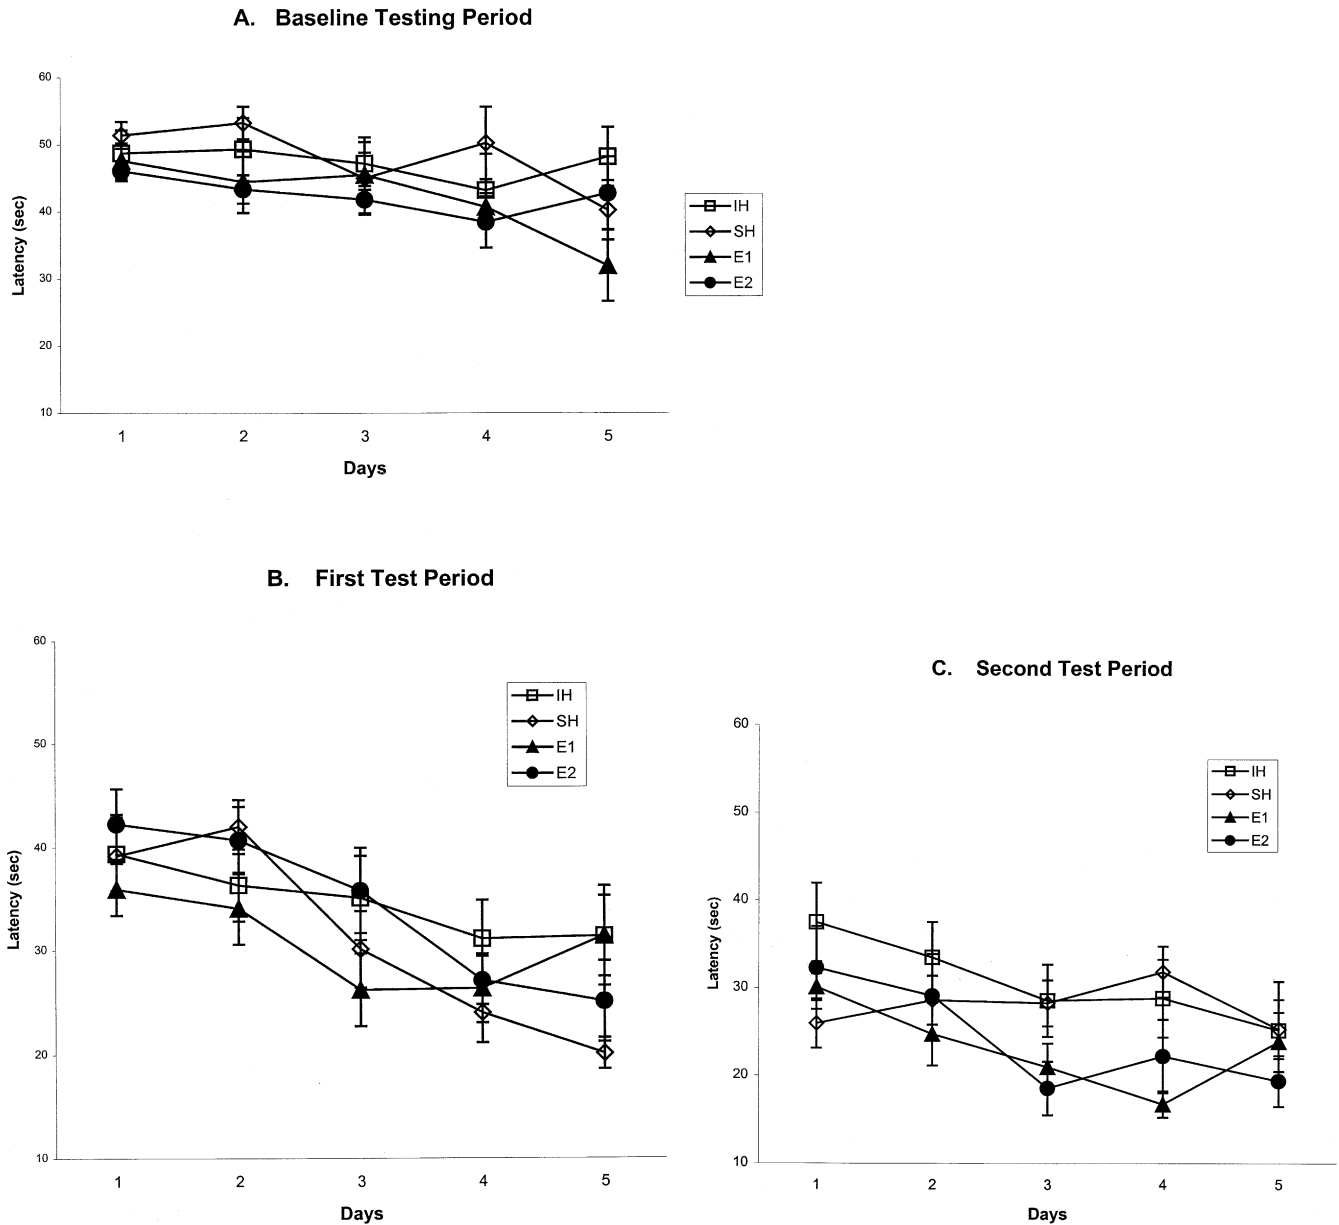 A. Baseline Testing Period
60
50
40
30
20
10
Latency (sec)
1 2 3 4 5
Days
IH
SH
E1
E2
B. First Test Period
60
50
40
30
20
10
Latency (sec)
IH
SH
E1
E2
1 2 3 4 5
Days
C. Second Test Period
60
50
40
30
20
10
Latency (sec)
IH
SH
E1
E2
1 2 3 4 5
Days